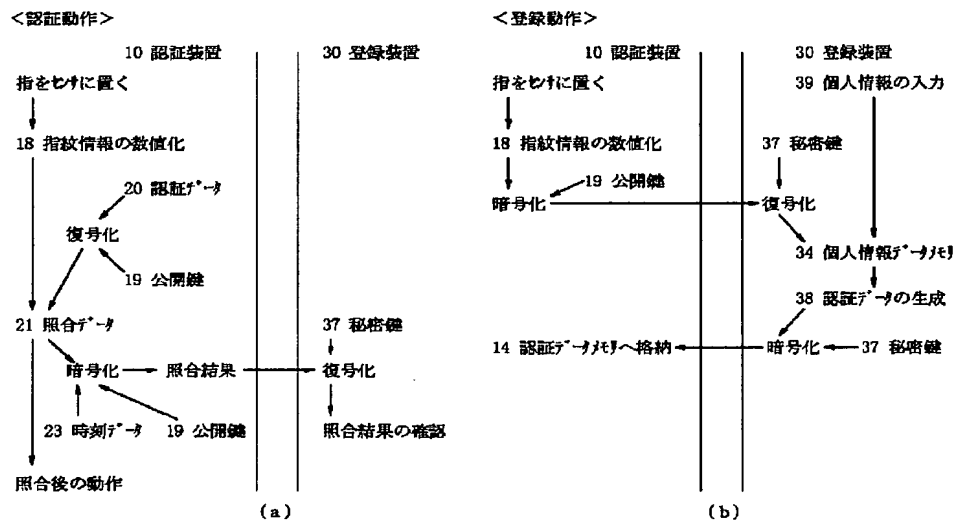 <認証動作>
10 認証装置
30 登録装置
指をセンサに置く
18 指紋情報の数値化
20 認証データ
復号化
19 公開鍵
21 照合データ
37 秘密鍵
暗号化
照合結果
復号化
23 時刻データ
19 公開鍵
照合結果の確認
照合後の動作
(a)
<登録動作>
10 認証装置
30 登録装置
指をセンサに置く
39 個人情報の入力
18 指紋情報の数値化
37 秘密鍵
19 公開鍵
暗号化
復号化
34 個人情報データメモリ
38 認証データの生成
14 認証データメモリへ格納
暗号化
37 秘密鍵
(b)